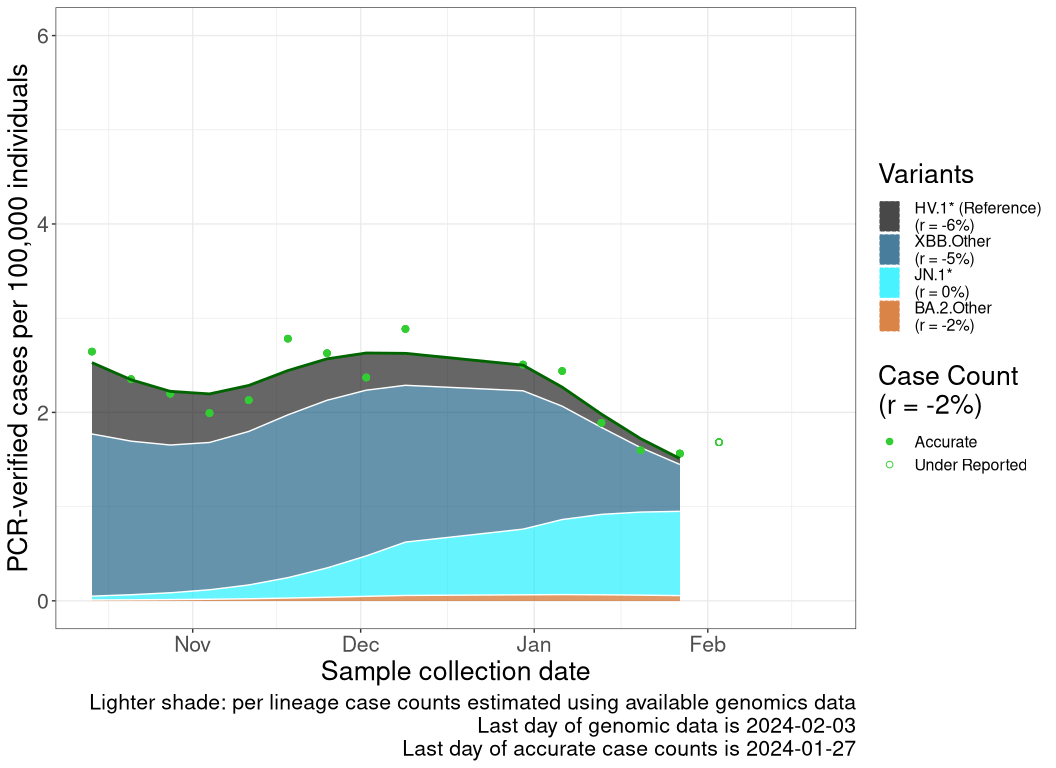 PCR-verified cases per 100,000 individuals
6
4
2
0
Nov
Dec
Jan
Feb
Sample collection date
Lighter shade: per lineage case counts estimated using available genomics data
Last day of genomic data is 2024-02-03
Last day of accurate case counts is 2024-01-27
Variants
HV.1* (Reference)
(r = -6%)
XBB.Other
(r = -5%)
JN.1*
(r = 0%)
BA.2.Other
(r = -2%)
Case Count
(r = -2%)
Accurate
Under Reported